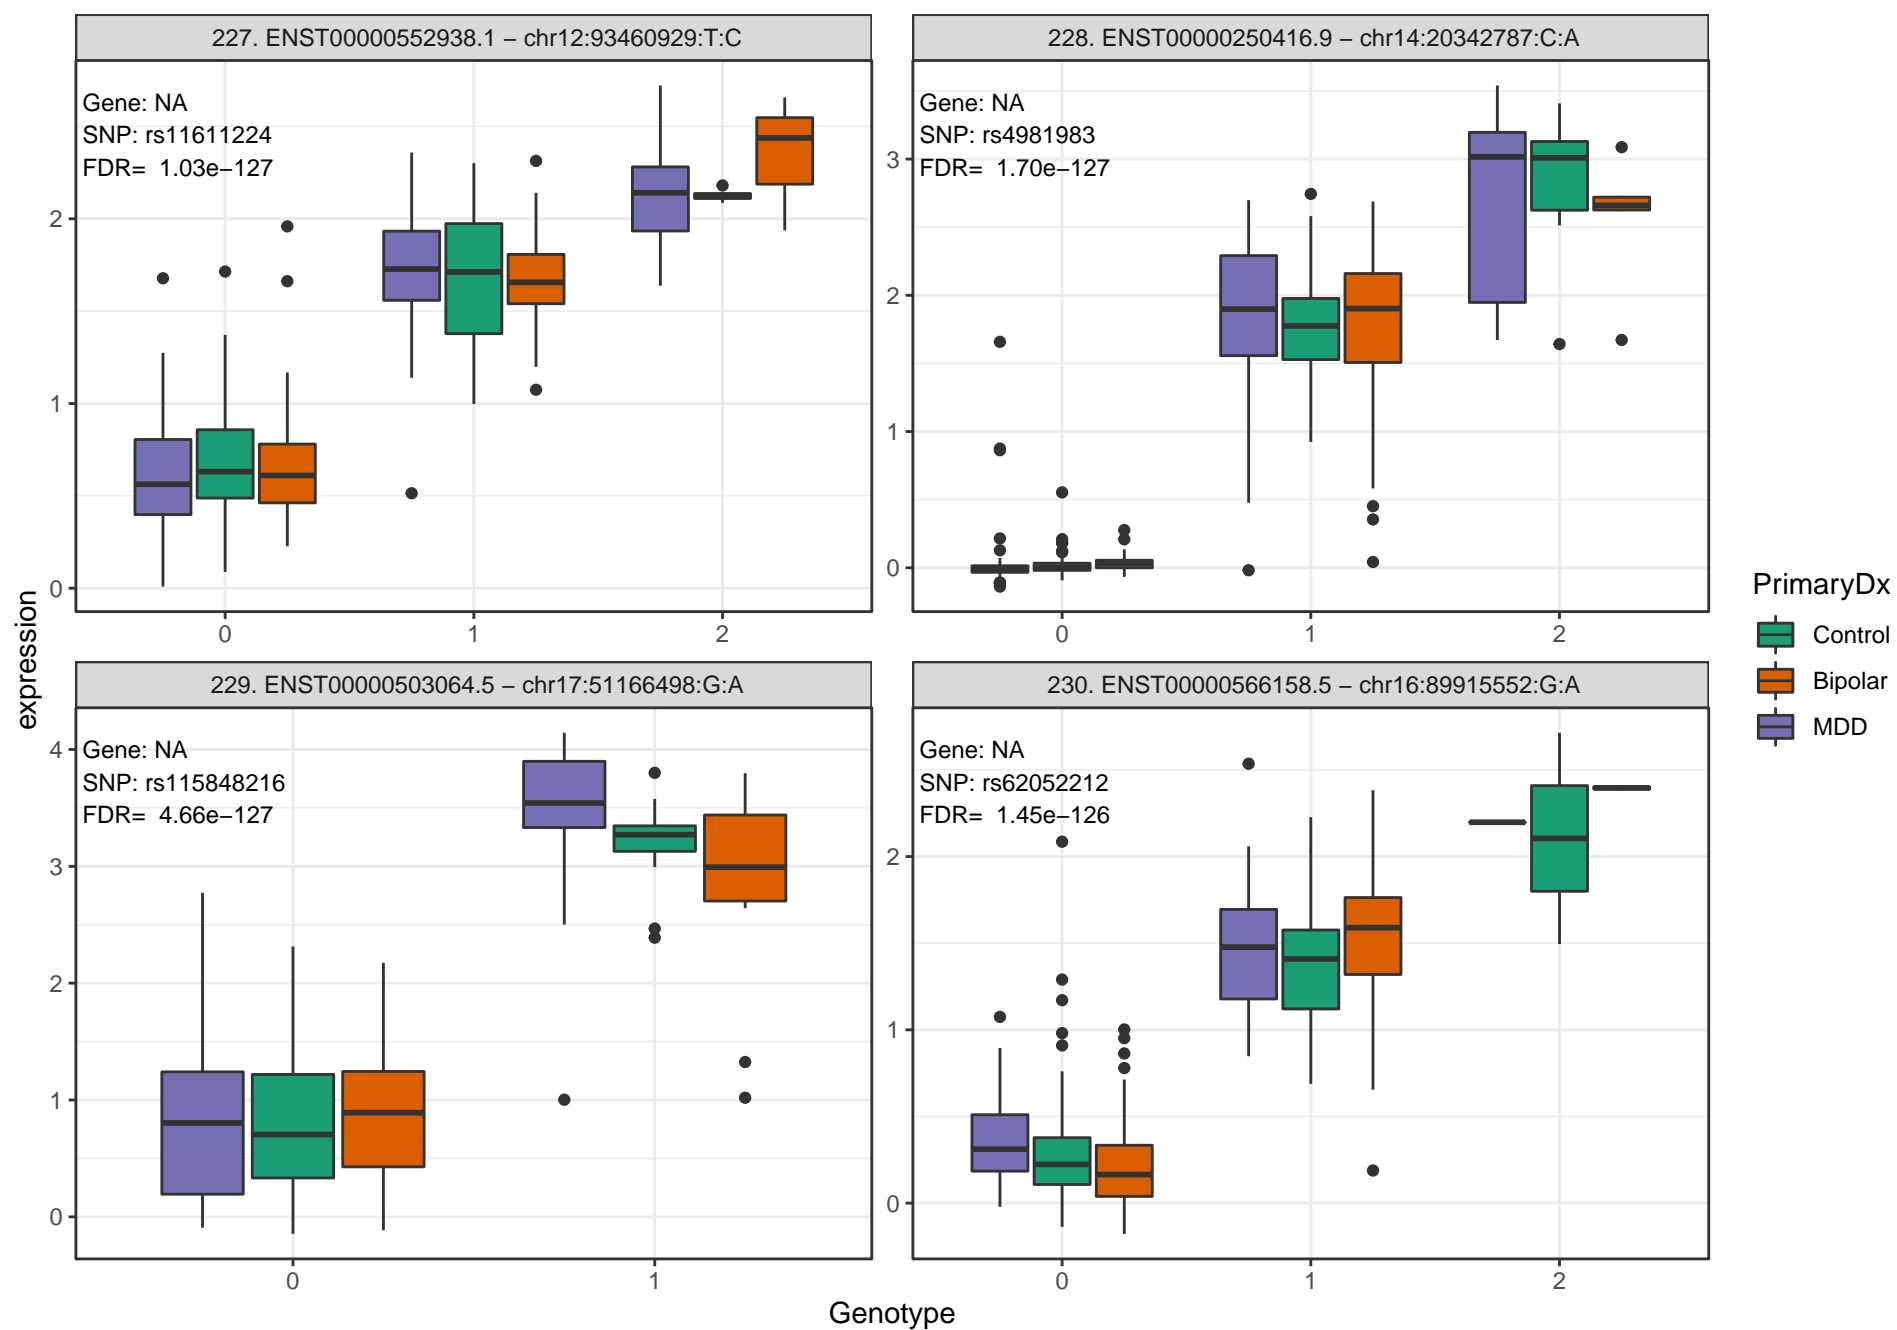 227. ENST00000552938.1 − chr12:93460929:T:C
Gene: NA
SNP: rs11611224
FDR=  1.03e−127
2
1
0
0
1
2
228. ENST00000250416.9 − chr14:20342787:C:A
Gene: NA
SNP: rs4981983
FDR=  1.70e−127
3
2
1
0
0
1
2
expression
229. ENST00000503064.5 − chr17:51166498:G:A
Gene: NA
SNP: rs115848216
FDR=  4.66e−127
4
3
2
1
0
0
1
230. ENST00000566158.5 − chr16:89915552:G:A
Gene: NA
SNP: rs62052212
FDR=  1.45e−126
2
1
0
0
1
2
Genotype
PrimaryDx
Control
Bipolar
MDD